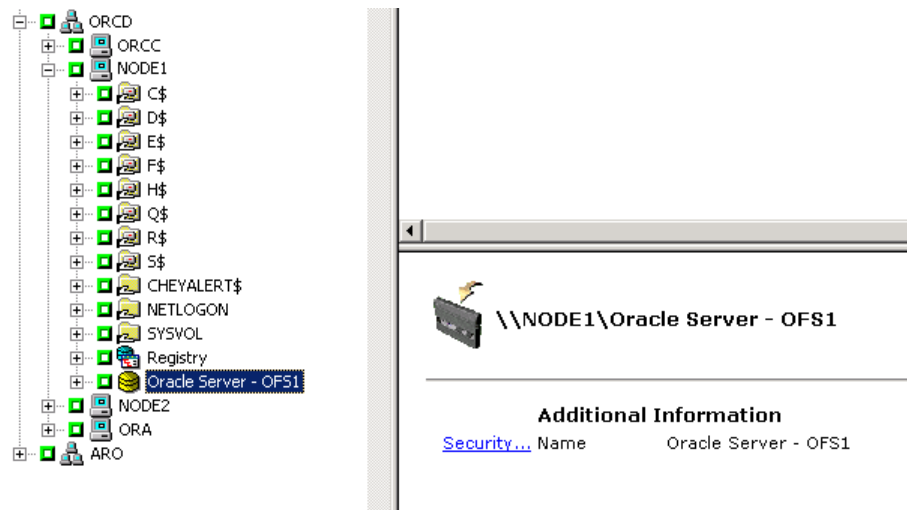 ORCD
ORCC
NODE1
C$
D$
E$
F$
H$
Q$
R$
S$
CHEYALERT$
NETLOGON
SYSVOL
Registry
Oracle Server - OFS1
NODE2
ORA
ARO
\\NODE1\Oracle Server - OFS1
Additional Information
Security... Name Oracle Server - OFS1